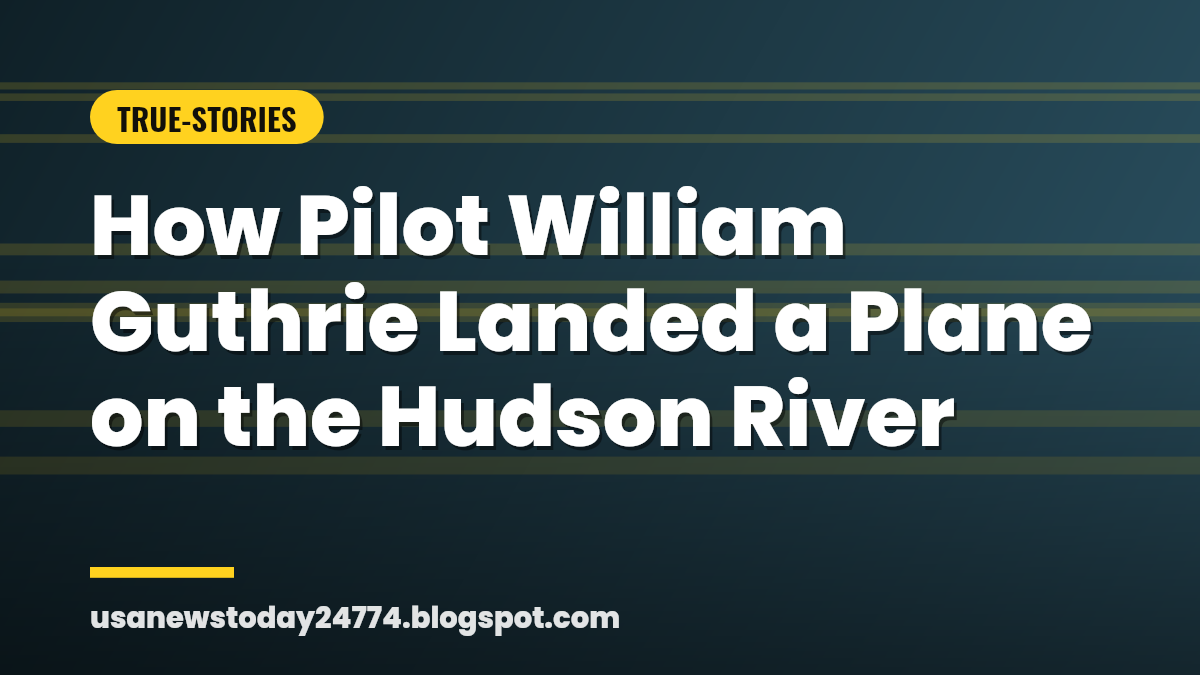 TRUE-STORIES
How Pilot William
Guthrie Landed a Plane
on the Hudson River
usanewstoday24774.blogspot.com